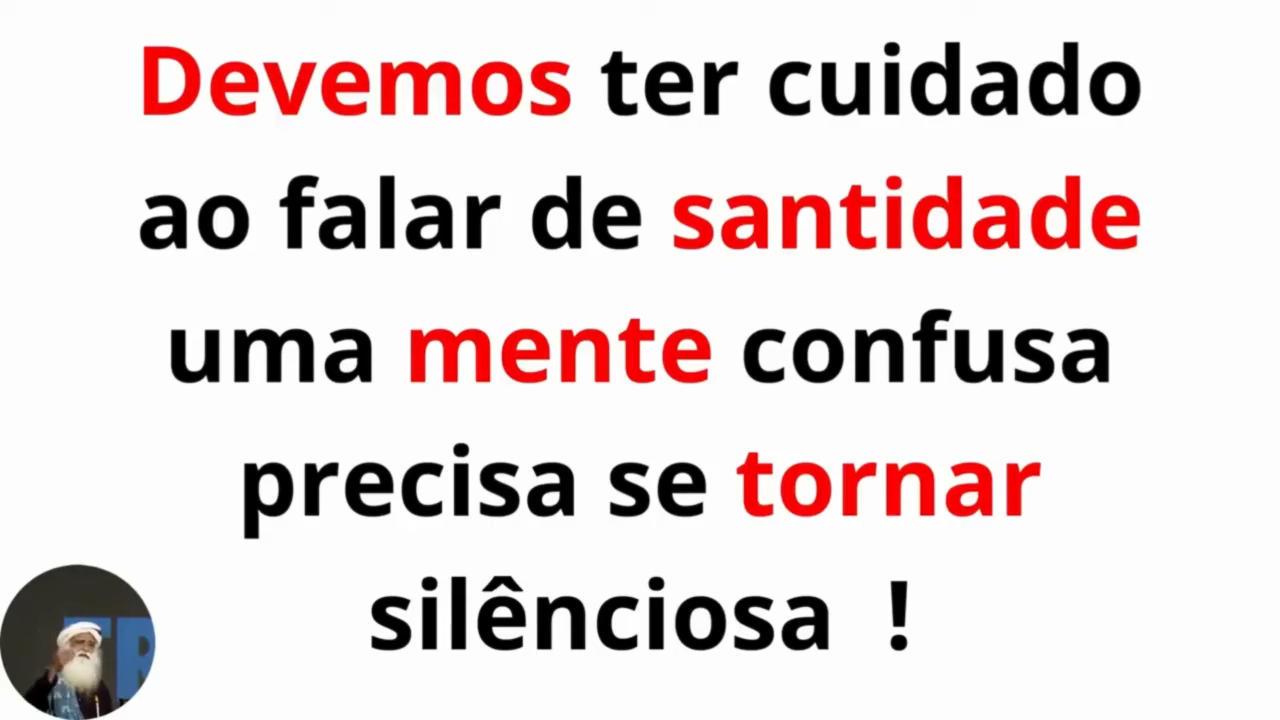 Devemos ter cuidado
ao falar de santidade
uma mente confusa
precisa se tornar
silênciosa !